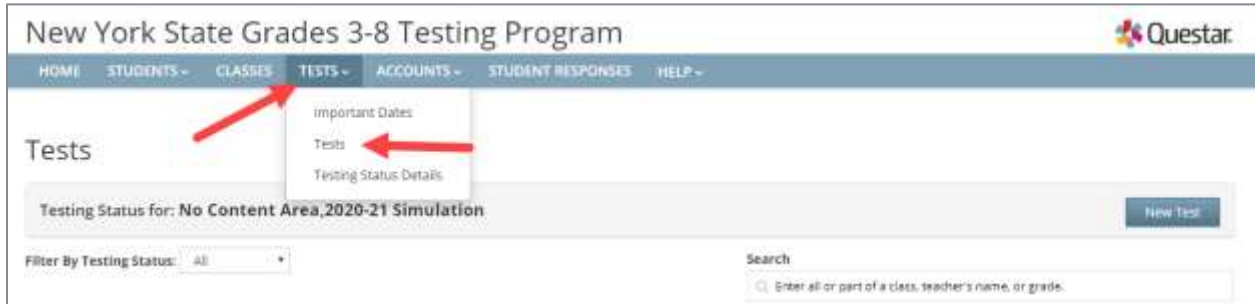 New York State Grades 3-8 Testing Program
Questar
HOME STUDENTS CLASSES TESTS ACCOUNTS STUDENT RESPONSES HELP
Important Dates
Tests
Testing Status Details
Tests
Testing Status for: No Content Area,2020-21 Simulation
New Test
Filter By Testing Status: All
Search
Enter all or part of a class, teacher's name, or grade.